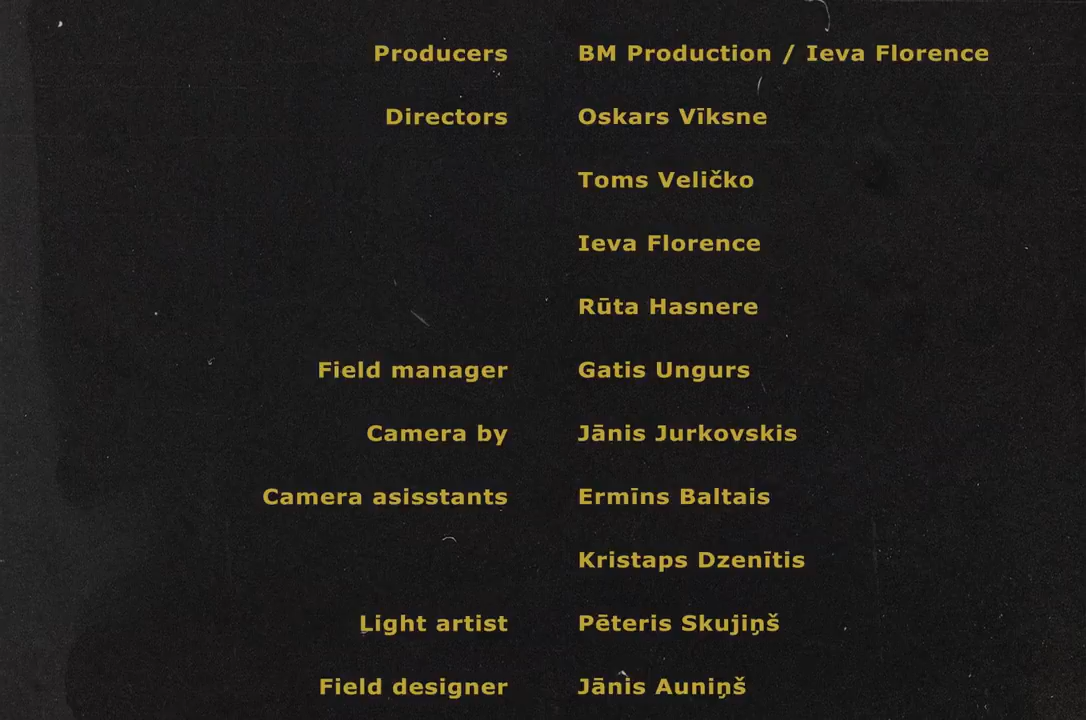 Producers BM Production / Ieva Florence
Directors Oskars Vīksne
Toms Veličko
Ieva Florence
Rūta Hasnere
Field manager Gatis Ungurs
Camera by Jānis Jurkovskis
Camera asisstants Ermīns Baltais
Kristaps Dzenītis
Light artist Pēteris Skujiņš
Field designer Jānis Auniņš